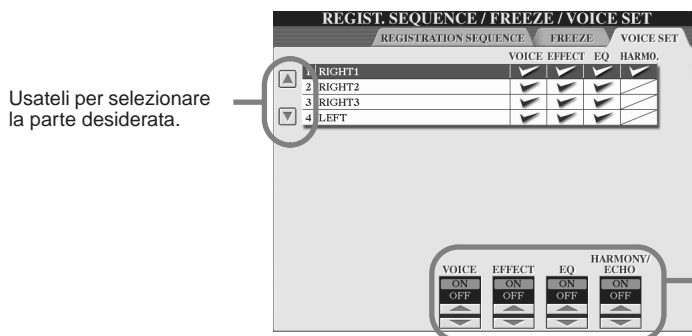 REGIST. SEQUENCE / FREEZE / VOICE SET
REGISTRATION SEQUENCE FREEZE VOICE SET
VOICE EFFECT EQ HARMO.
1 RIGHT1
2 RIGHT2
3 RIGHT3
4 LEFT
Usateli per selezionare
la parte desiderata.
VOICE EFFECT EQ HARMONY/
ECHO
ON ON ON ON
OFF OFF OFF OFF